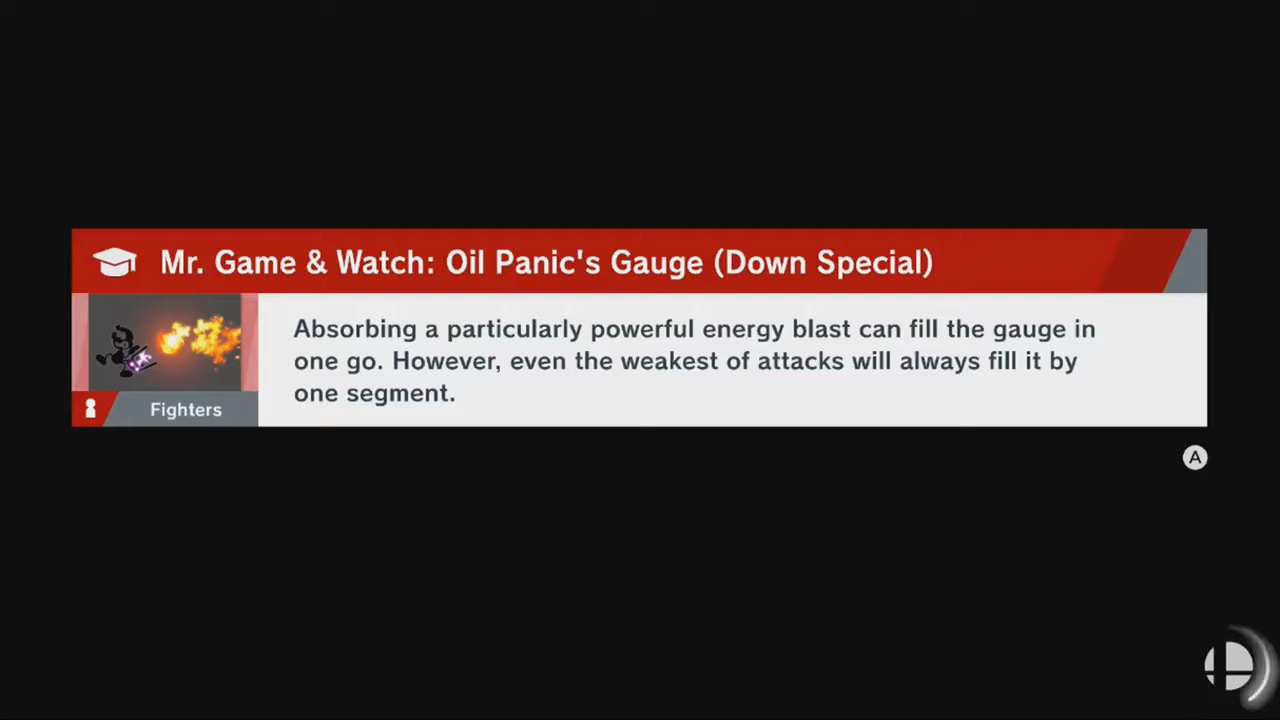 Mr. Game & Watch: Oil Panic's Gauge (Down Special)
Absorbing a particularly powerful energy blast can fill the gauge in
one go. However, even the weakest of attacks will always fill it by
one segment.
Fighters
A